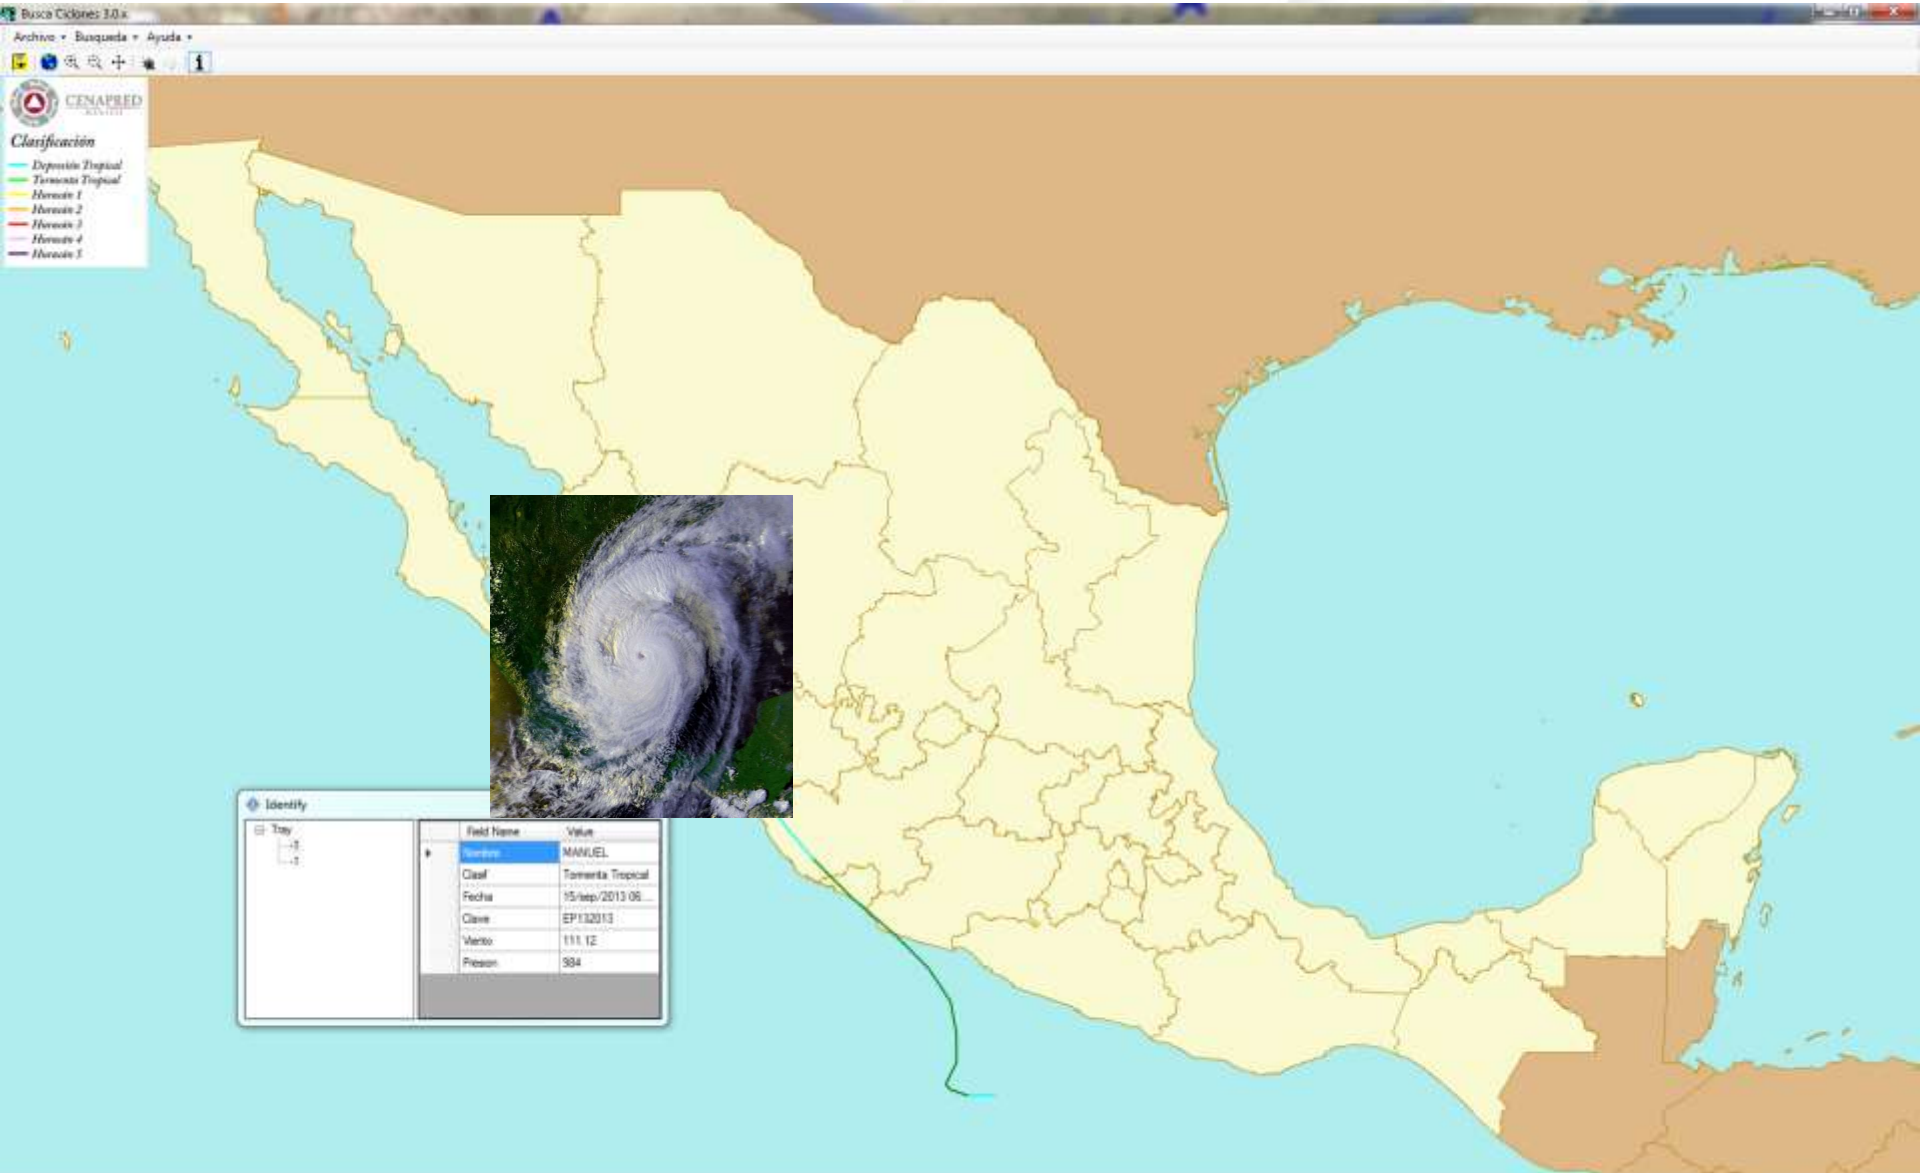 Busca Ciclones 3.0.x
Archivo Busqueda Ayuda
CENAPRED
Clasificación
Depresión Tropical
Tormenta Tropical
Huracán 1
Huracán 2
Huracán 3
Huracán 4
Huracán 5
Identify
Tray
Field Name Value
Nombre MANUEL
Clasif Tormenta Tropical
Fecha 15/sep/2013 06 ...
Clave EP132013
Viento 111.12
Presion 984